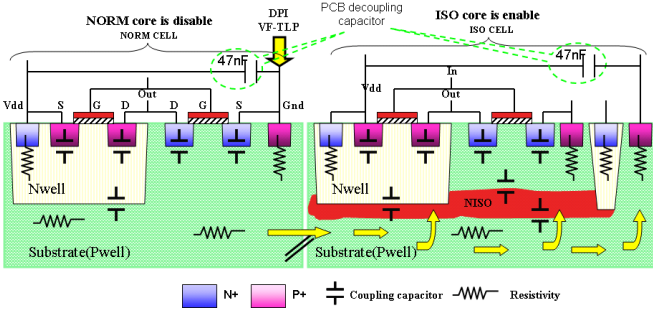 NORM core is disable
NORM CELL
DPI
VF-TLP
PCB decoupling
capacitor
ISO core is enable
ISO CELL
47nF
47nF
Vdd
S
G
D
Out
D
G
S
Gnd
Vdd
In
Out
Nwell
Substrate(Pwell)
Nwell
NISO
Substrate(Pwell)
N+
P+
Coupling capacitor
Resistivity